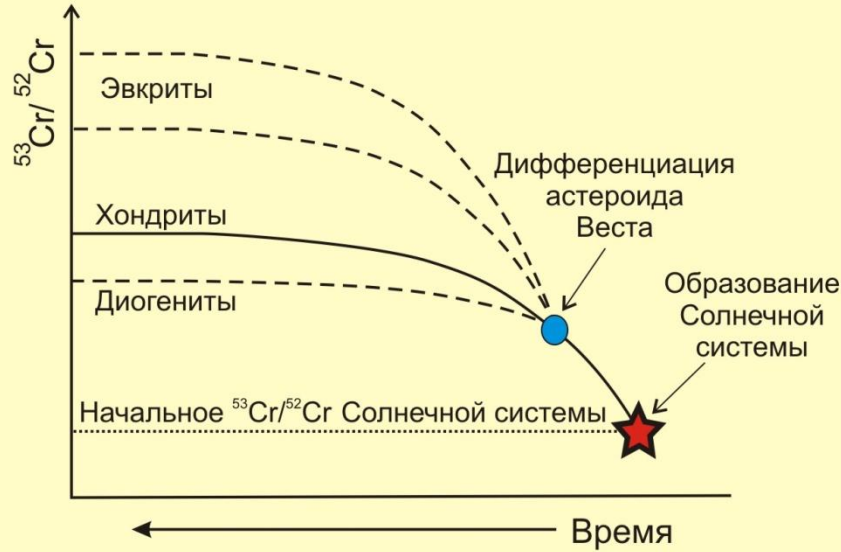 ⁵³Cr/ ⁵²Cr
Эвкриты
Дифференциация
астероида
Веста
Хондриты
Образование
Солнечной
системы
Диогениты
Начальное ⁵³Cr/⁵²Cr Солнечной системы
Время